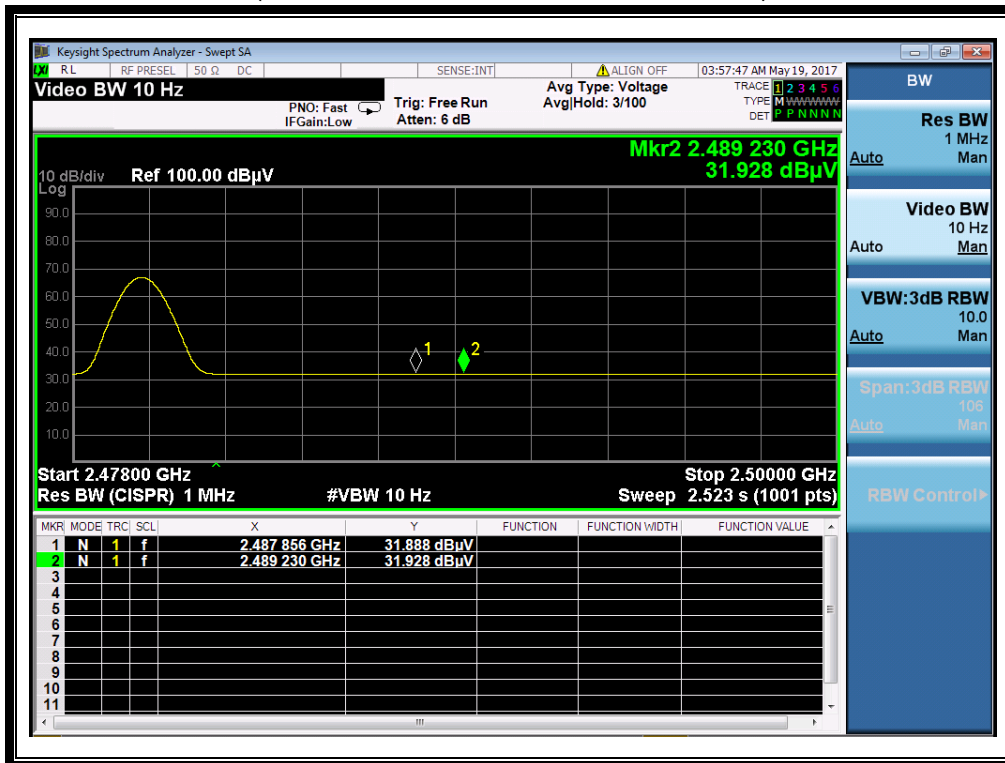 Keysight Spectrum Analyzer - Swept SA
LXI RL RF PRESEL 50 Ω DC SENSE:INT ALIGN OFF 03:57:47 AM May 19, 2017
Video BW 10 Hz
PNO: Fast
IFGain:Low
Trig: Free Run
Atten: 6 dB
Avg Type: Voltage
Avg|Hold: 3/100
TRACE 1 2 3 4 5 6
TYPE M WWWWW
DET P P N N N N
Mkr2 2.489 230 GHz
31.928 dBµV
10 dB/div Ref 100.00 dBµV
Log
90.0
80.0
70.0
60.0
50.0
40.0
30.0
20.0
10.0
1
2
Start 2.47800 GHz Stop 2.50000 GHz
Res BW (CISPR) 1 MHz #VBW 10 Hz Sweep 2.523 s (1001 pts)
MKR MODE TRC SCL X Y FUNCTION FUNCTION WIDTH FUNCTION VALUE
1 N 1 f 2.487 856 GHz 31.888 dBµV
2 N 1 f 2.489 230 GHz 31.928 dBµV
3
4
5
6
7
8
9
10
11
BW
Res BW
1 MHz
Auto Man
Video BW
10 Hz
Auto Man
VBW:3dB RBW
10.0
Auto Man
Span:3dB RBW
106
Auto Man
RBW Control